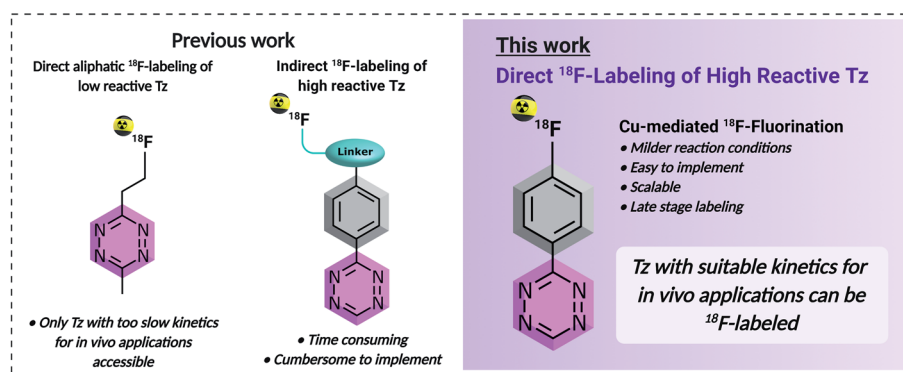 Previous work
Direct aliphatic ¹⁸F-labeling of
low reactive Tz
¹⁸F
N
N
N
N
• Only Tz with too slow kinetics
for in vivo applications
accessible
Indirect ¹⁸F-labeling of
high reactive Tz
¹⁸F
Linker
N
N
N
N
• Time consuming
• Cumbersome to implement
This work
Direct ¹⁸F-Labeling of High Reactive Tz
¹⁸F
N
N
N
N
Cu-mediated ¹⁸F-Fluorination
• Milder reaction conditions
• Easy to implement
• Scalable
• Late stage labeling
Tz with suitable kinetics for
in vivo applications can be
¹⁸F-labeled